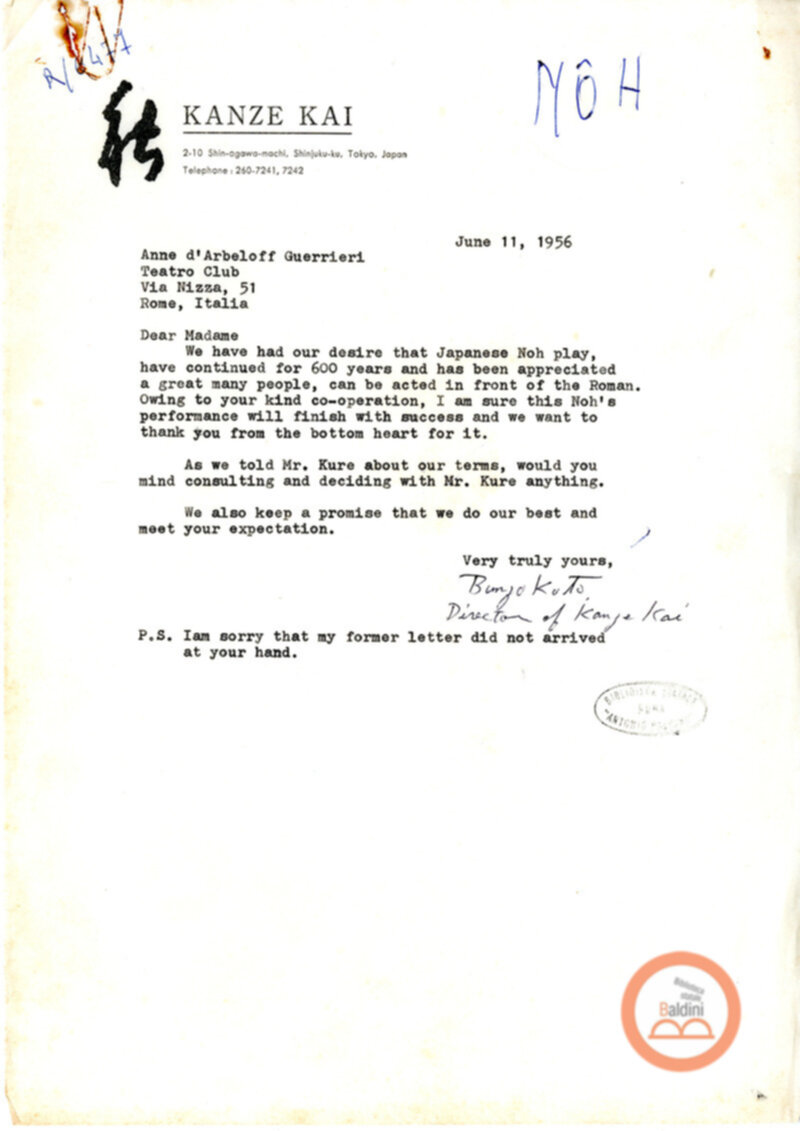 NÔH
能
KANZE KAI
2-10 Shin-ogawa-machi, Shinjuku-ku, Tokyo, Japan
Telephone : 260-7241, 7242
June 11, 1956
Anne d'Arbeloff Guerrieri
Teatro Club
Via Nizza, 51
Rome, Italia
Dear Madame
We have had our desire that Japanese Noh play,
have continued for 600 years and has been appreciated
a great many people, can be acted in front of the Roman.
Owing to your kind co-operation, I am sure this Noh's
performance will finish with success and we want to
thank you from the bottom heart for it.
As we told Mr. Kure about our terms, would you
mind consulting and deciding with Mr. Kure anything.
We also keep a promise that we do our best and
meet your expectation.
Very truly yours,
Director of Kanze Kai
P.S. Iam sorry that my former letter did not arrived
at your hand.
ROMA
Biblioteca
statale
Baldini